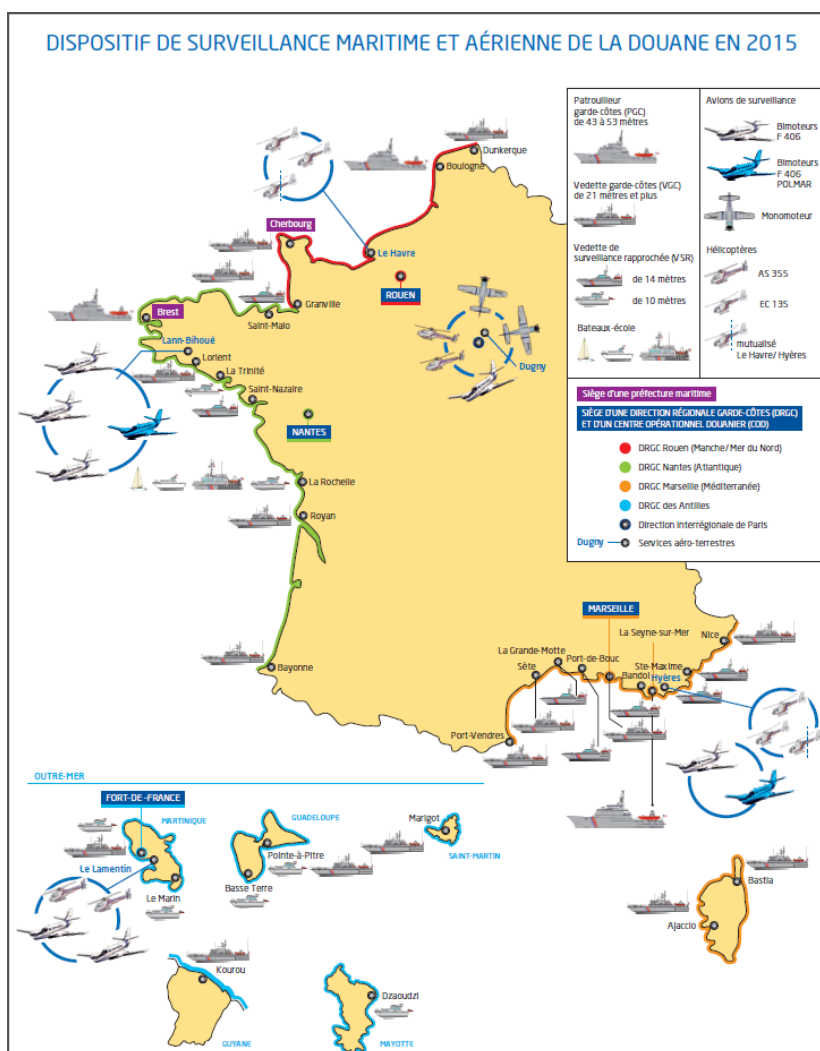 DISPOSITIF DE SURVEILLANCE MARITIME ET AÉRIENNE DE LA DOUANE EN 2015
Patrouilleur
garde-côtes (PGC)
de 43 à 53 mètres
Vedette garde-côtes (VGC)
de 21 mètres et plus
Vedette de
surveillance rapprochée (VSR)
de 14 mètres
de 10 mètres
Bateaux-école
Avions de surveillance
Bimoteurs
F 406
Bimoteurs
F 406
POLMAR
Monomoteur
Hélicoptères
AS 355
EC 135
mutualisé
Le Havre/ Hyères
Siège d'une préfecture maritime
SIÈGE D'UNE DIRECTION RÉGIONALE GARDE-CÔTES (DRGC)
ET D'UN CENTRE OPÉRATIONNEL DOUANIER (COD)
DRGC Rouen (Manche/ Mer du Nord)
DRGC Nantes (Atlantique)
DRGC Marseille (Méditerranée)
DRGC des Antilles
Direction Interrégionale de Paris
Dugny
Services aéro-terrestres
Dunkerque
Boulogne
Cherbourg
Le Havre
ROUEN
Granville
Saint-Malo
Brest
Lann-Bihoué
Lorient
La Trinité
Saint-Nazaire
Dugny
NANTES
La Rochelle
Royan
Bayonne
MARSEILLE
La Seyne-sur-Mer
Nice
La Grande-Motte
Port-de-Bouc
Ste-Maxime
Sète
Bandol
Hyères
Port-Vendres
OUTRE-MER
FORT-DE-FRANCE
MARTINIQUE
GUADELOUPE
Marigot
SAINT-MARTIN
Pointe-à-Pitre
Le Lamentin
Basse Terre
Le Marin
Bastia
Ajaccio
Kourou
GUYANE
Dzaoudzi
MAYOTTE